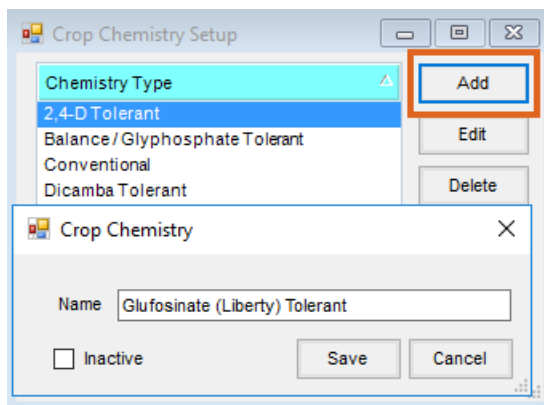 Crop Chemistry Setup
Chemistry Type
Add
2,4-D Tolerant
Balance / Glyphosphate Tolerant
Edit
Conventional
Dicamba Tolerant
Delete
Crop Chemistry
Name Glufosinate (Liberty) Tolerant
Inactive Save Cancel